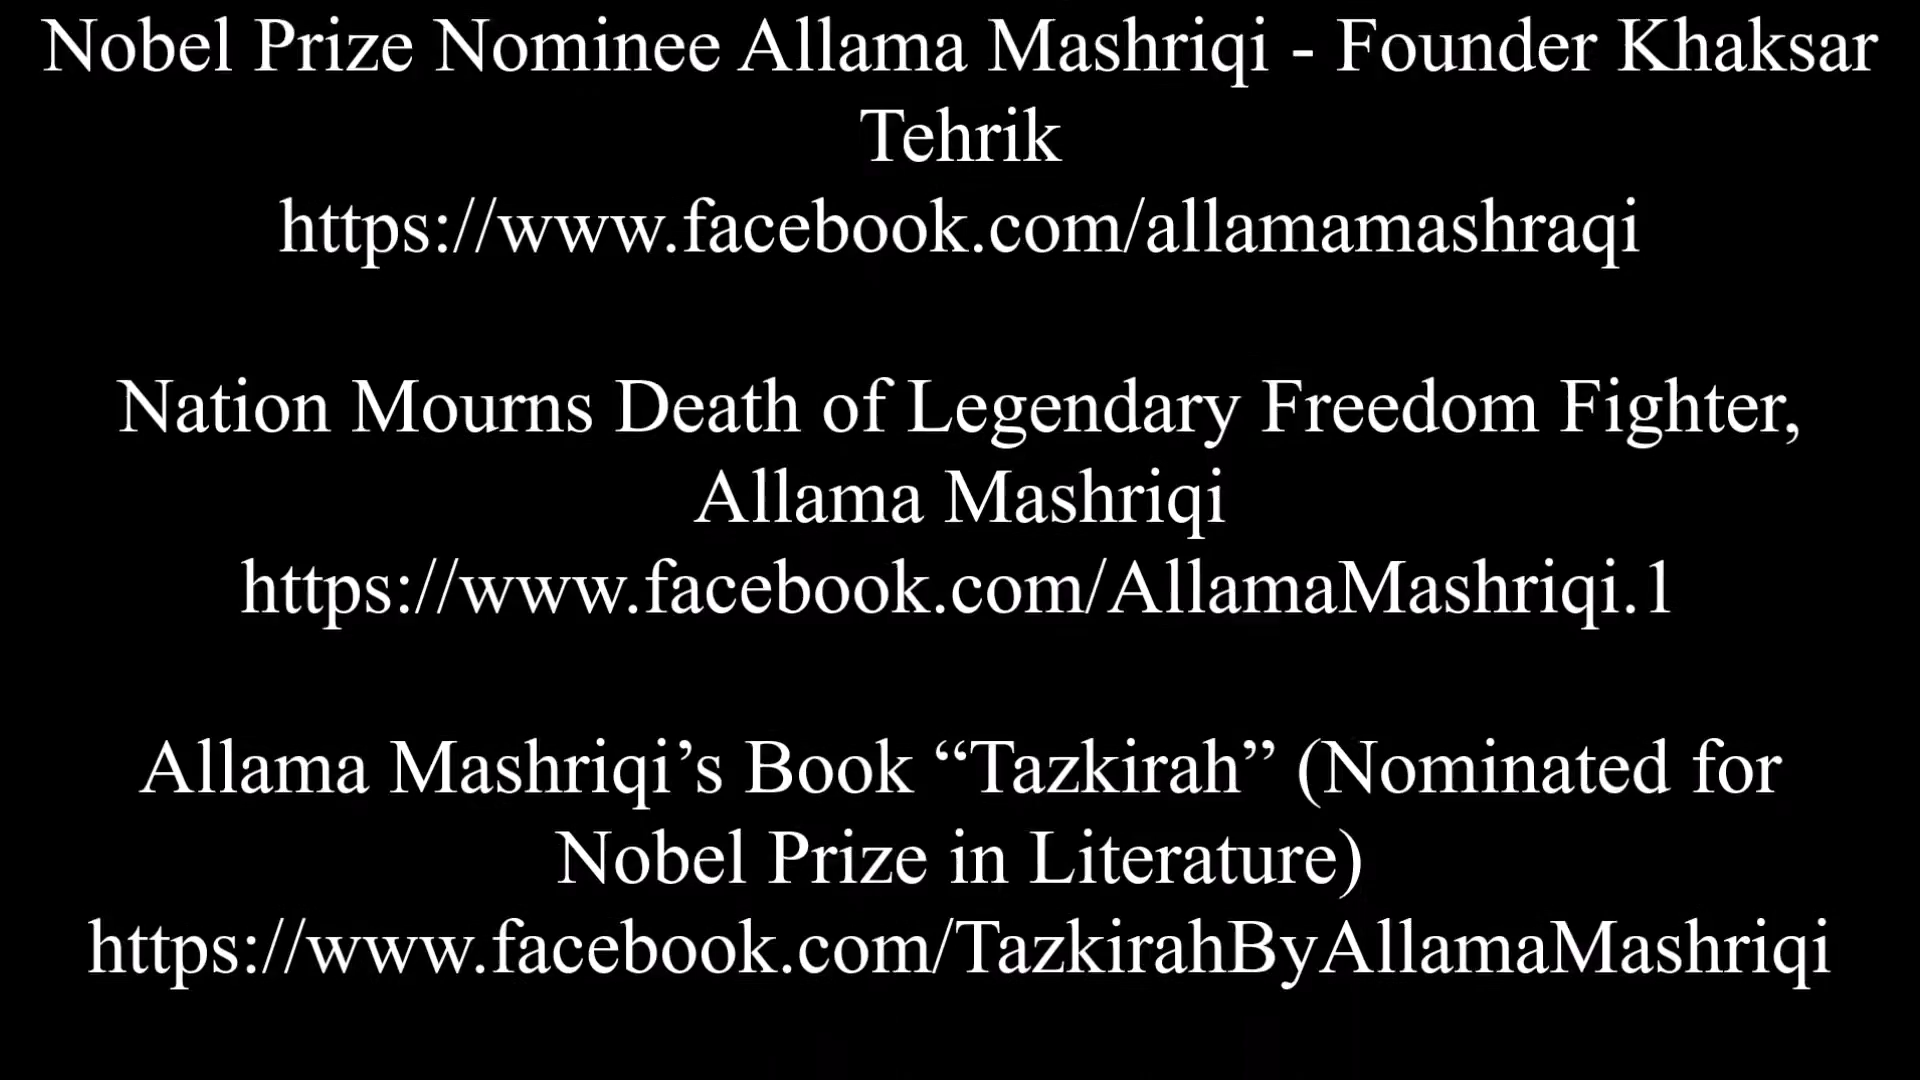 Nobel Prize Nominee Allama Mashriqi - Founder Khaksar
Tehrik
https://www.facebook.com/allamamashraqi
Nation Mourns Death of Legendary Freedom Fighter,
Allama Mashriqi
https://www.facebook.com/AllamaMashriqi.1
Allama Mashriqi’s Book “Tazkirah” (Nominated for
Nobel Prize in Literature)
https://www.facebook.com/TazkirahByAllamaMashriqi